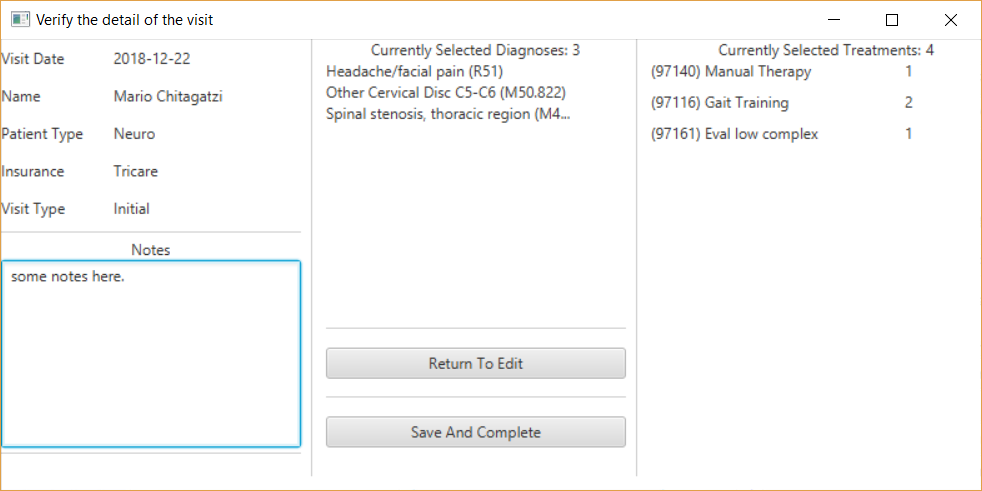 Verify the detail of the visit
Visit Date 2018-12-22
Name Mario Chitagatzi
Patient Type Neuro
Insurance Tricare
Visit Type Initial
Notes
some notes here.
Currently Selected Diagnoses: 3
Headache/facial pain (R51)
Other Cervical Disc C5-C6 (M50.822)
Spinal stenosis, thoracic region (M4...
Return To Edit
Save And Complete
Currently Selected Treatments: 4
(97140) Manual Therapy 1
(97116) Gait Training 2
(97161) Eval low complex 1